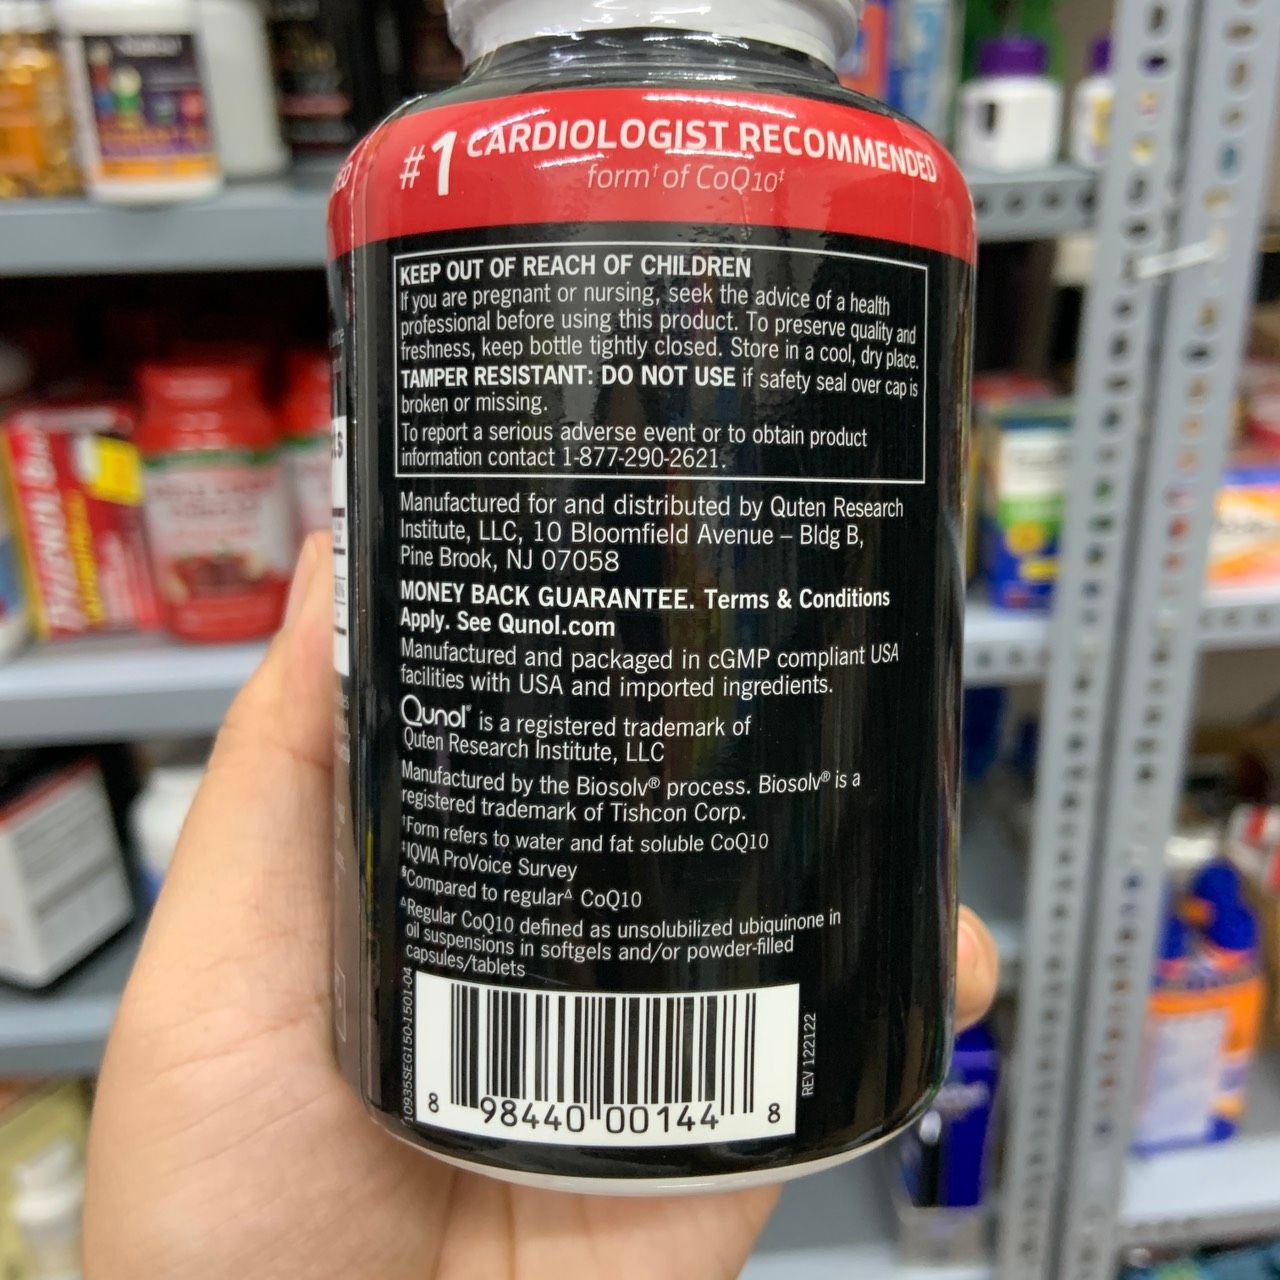 #1 CARDIOLOGIST RECOMMENDED
form† of CoQ10‡
KEEP OUT OF REACH OF CHILDREN
If you are pregnant or nursing, seek the advice of a health
professional before using this product. To preserve quality and
freshness, keep bottle tightly closed. Store in a cool, dry place.
TAMPER RESISTANT: DO NOT USE if safety seal over cap is
broken or missing.
To report a serious adverse event or to obtain product
information contact 1-877-290-2621.
Manufactured for and distributed by Quten Research
Institute, LLC, 10 Bloomfield Avenue – Bldg B,
Pine Brook, NJ 07058
MONEY BACK GUARANTEE. Terms & Conditions
Apply. See Qunol.com
Manufactured and packaged in cGMP compliant USA
facilities with USA and imported ingredients.
Qunol® is a registered trademark of
Quten Research Institute, LLC
Manufactured by the Biosolv® process. Biosolv® is a
registered trademark of Tishcon Corp.
†Form refers to water and fat soluble CoQ10
‡IQVIA ProVoice Survey
§Compared to regularΔ CoQ10
ΔRegular CoQ10 defined as unsolubilized ubiquinone in
oil suspensions in softgels and/or powder-filled
capsules/tablets
10935SEG150-1501-04
REV 122122
8 98440 00144 8